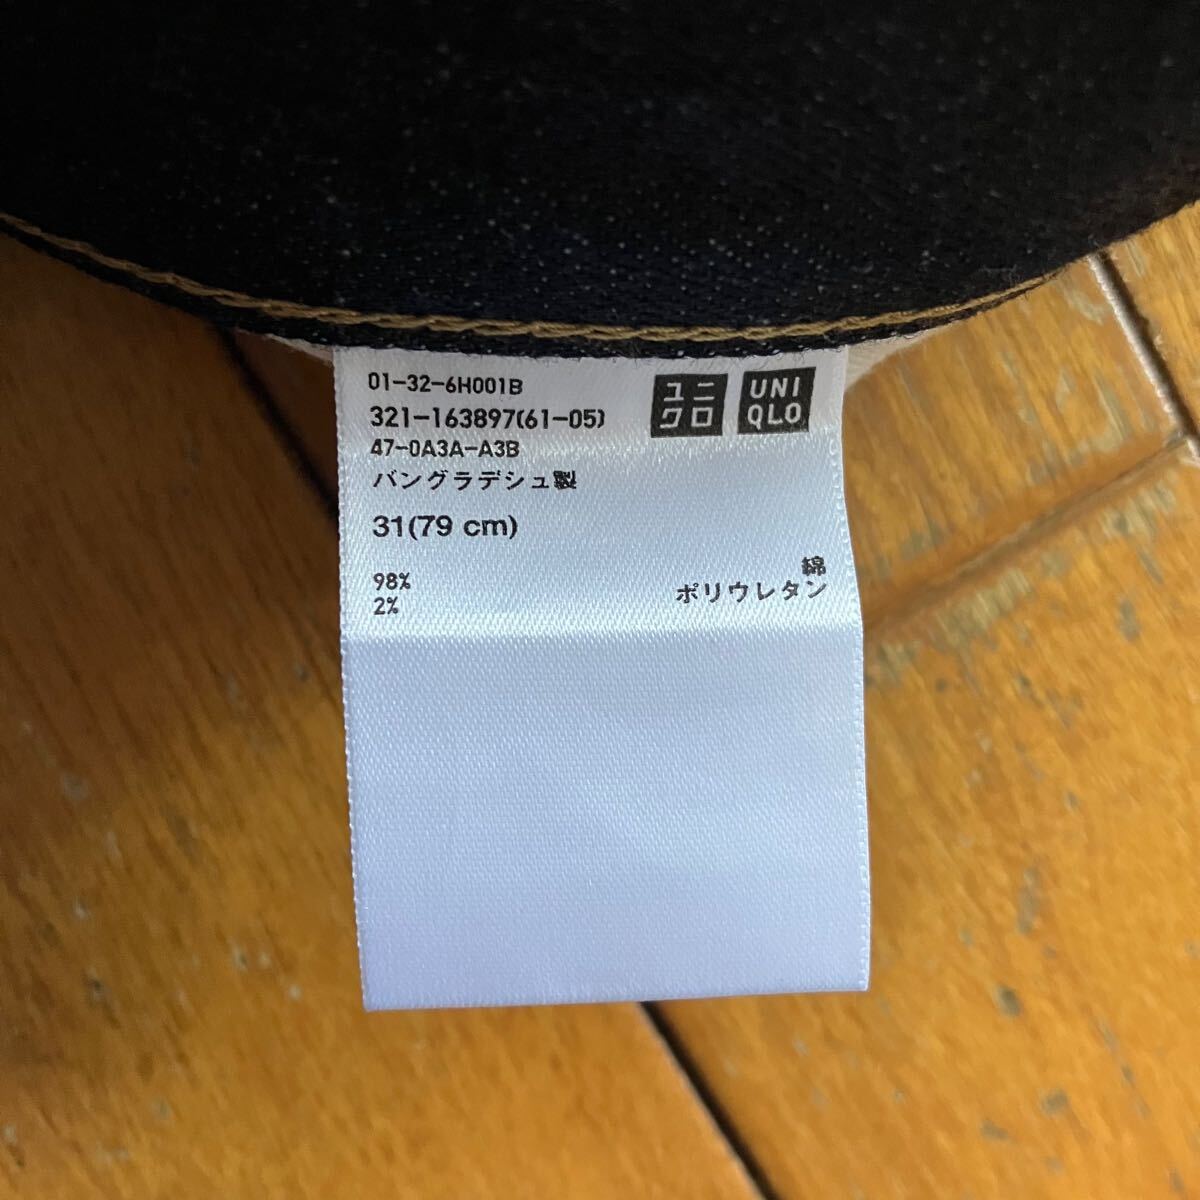 01-32-6H001B
321-163897(61-05)
47-0A3A-A3B
バングラデシュ製
31(79 cm)
98% 綿
2% ポリウレタン
ユニ
クロ
UNI
QLO